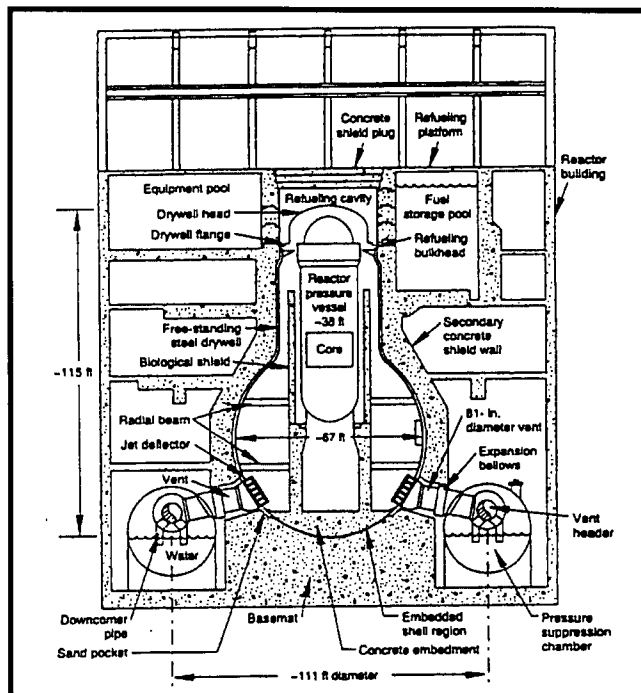 Concrete
shield plug
Refueling
platform
Reactor
building
Equipment pool
Refueling cavity
Fuel
storage pool
Drywell head
Drywell flange
Refueling
bulkhead
Reactor
pressure
vessel
~38 ft
Free-standing
steel drywell
Secondary
concrete
shield wall
Biological shield
Core
~115 ft
81- in.
diameter vent
Radial beam
~67 ft
Expansion
bellows
Jet deflector
Vent
Vent
header
Water
Downcomer
pipe
Basemat
Embedded
shell region
Pressure
suppression
chamber
Sand pocket
Concrete embedment
~111 ft diameter